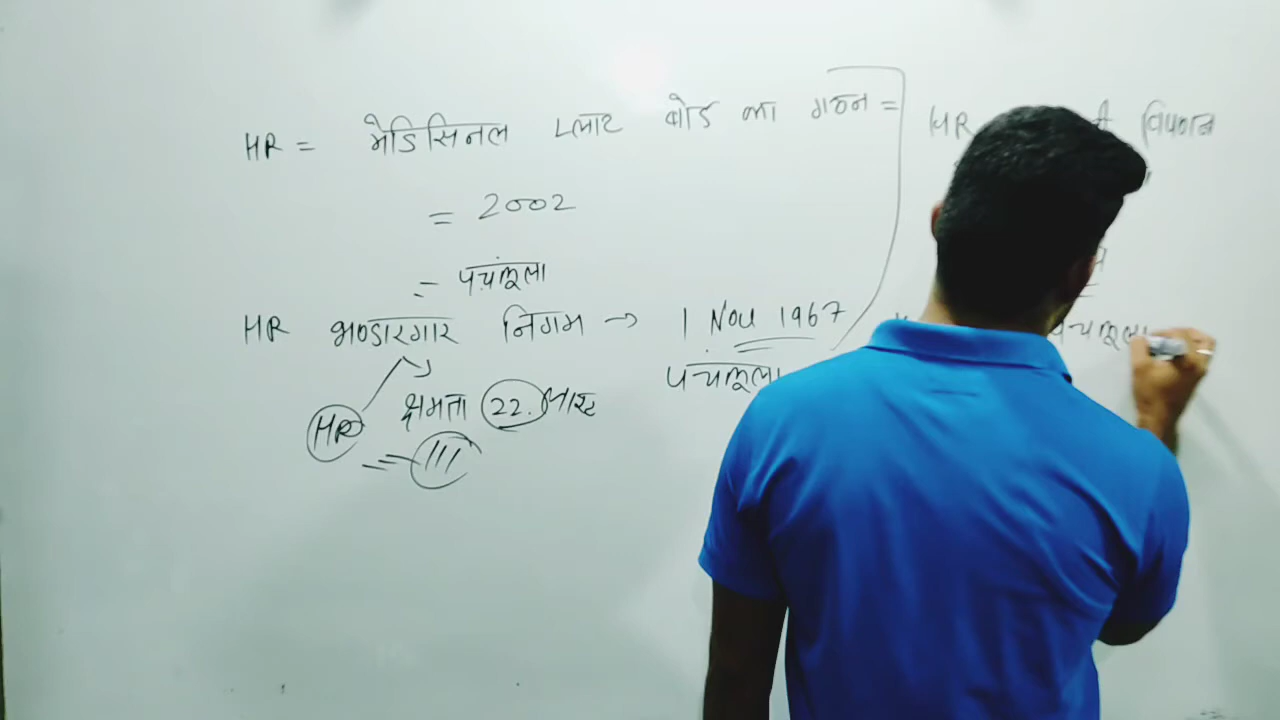 HR = मेडिसिनल प्लाट बोर्ड का गठन =
= 2002
= पंचकूला
HR भण्डारगार निगम → 1 Nov 1967
पंचकूला
HR क्षमता 22. लाख
= 111
HR विपणन
पंचकूला